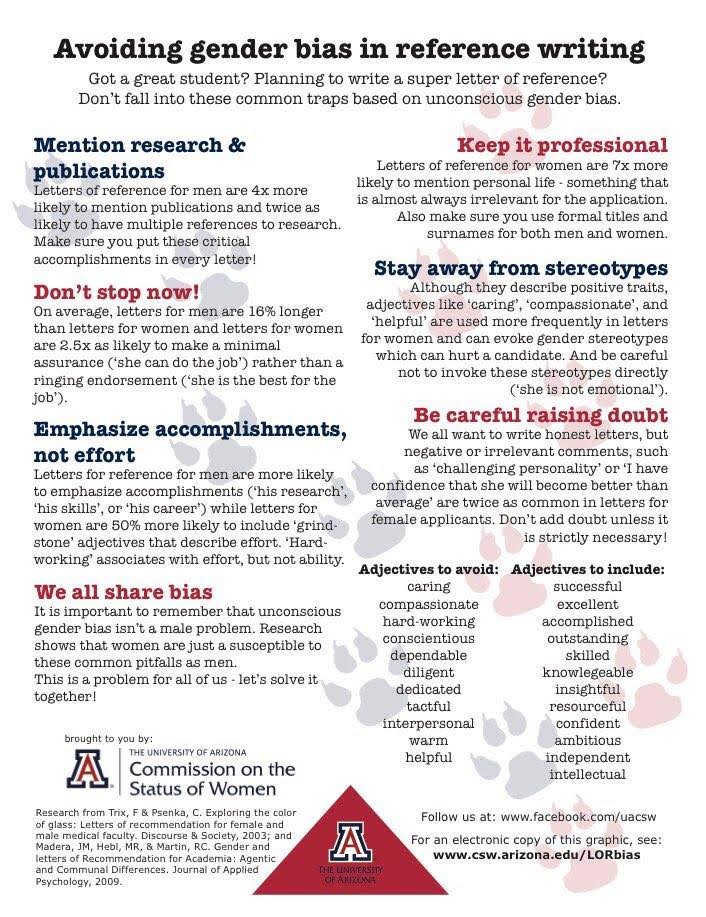 Avoiding gender bias in reference writing
Got a great student? Planning to write a super letter of reference?
Don't fall into these common traps based on unconscious gender bias.
Mention research &
publications
Letters of reference for men are 4x more
likely to mention publications and twice as
likely to have multiple references to research.
Make sure you put these critical
accomplishments in every letter!
Don't stop now!
On average, letters for men are 16% longer
than letters for women and letters for women
are 2.5x as likely to make a minimal
assurance ('she can do the job') rather than a
ringing endorsement ('she is the best for the
job').
Emphasize accomplishments,
not effort
Letters for reference for men are more likely
to emphasize accomplishments ('his research',
'his skills', or 'his career') while letters for
women are 50% more likely to include 'grind-
stone' adjectives that describe effort. 'Hard-
working' associates with effort, but not ability.
We all share bias
It is important to remember that unconscious
gender bias isn't a male problem. Research
shows that women are just a susceptible to
these common pitfalls as men.
This is a problem for all of us - let's solve it
together!
brought to you by:
A
THE UNIVERSITY OF ARIZONA
Commission on the
Status of Women
Research from Trix, F & Psenka, C. Exploring the color
of glass: Letters of recommendation for female and
male medical faculty. Discourse & Society, 2003; and
Madera, JM, Hebl, MR, & Martin, RC. Gender and
letters of Recommendation for Academia: Agentic
and Communal Differences. Journal of Applied
Psychology, 2009.
Keep it professional
Letters of reference for women are 7x more
likely to mention personal life - something that
is almost always irrelevant for the application.
Also make sure you use formal titles and
surnames for both men and women.
Stay away from stereotypes
Although they describe positive traits,
adjectives like 'caring', 'compassionate', and
'helpful' are used more frequently in letters
for women and can evoke gender stereotypes
which can hurt a candidate. And be careful
not to invoke these stereotypes directly
('she is not emotional').
Be careful raising doubt
We all want to write honest letters, but
negative or irrelevant comments, such
as 'challenging personality' or 'I have
confidence that she will become better than
average' are twice as common in letters for
female applicants. Don't add doubt unless it
is strictly necessary!
Adjectives to avoid:
caring
compassionate
hard-working
conscientious
dependable
diligent
dedicated
tactful
interpersonal
warm
helpful
Adjectives to include:
successful
excellent
accomplished
outstanding
skilled
knowlegeable
insightful
resourceful
confident
ambitious
independent
intellectual
A
THE UNIVERSITY
OF ARIZONA
Follow us at: www.facebook.com/uacsw
For an electronic copy of this graphic, see:
www.csw.arizona.edu/LORbias